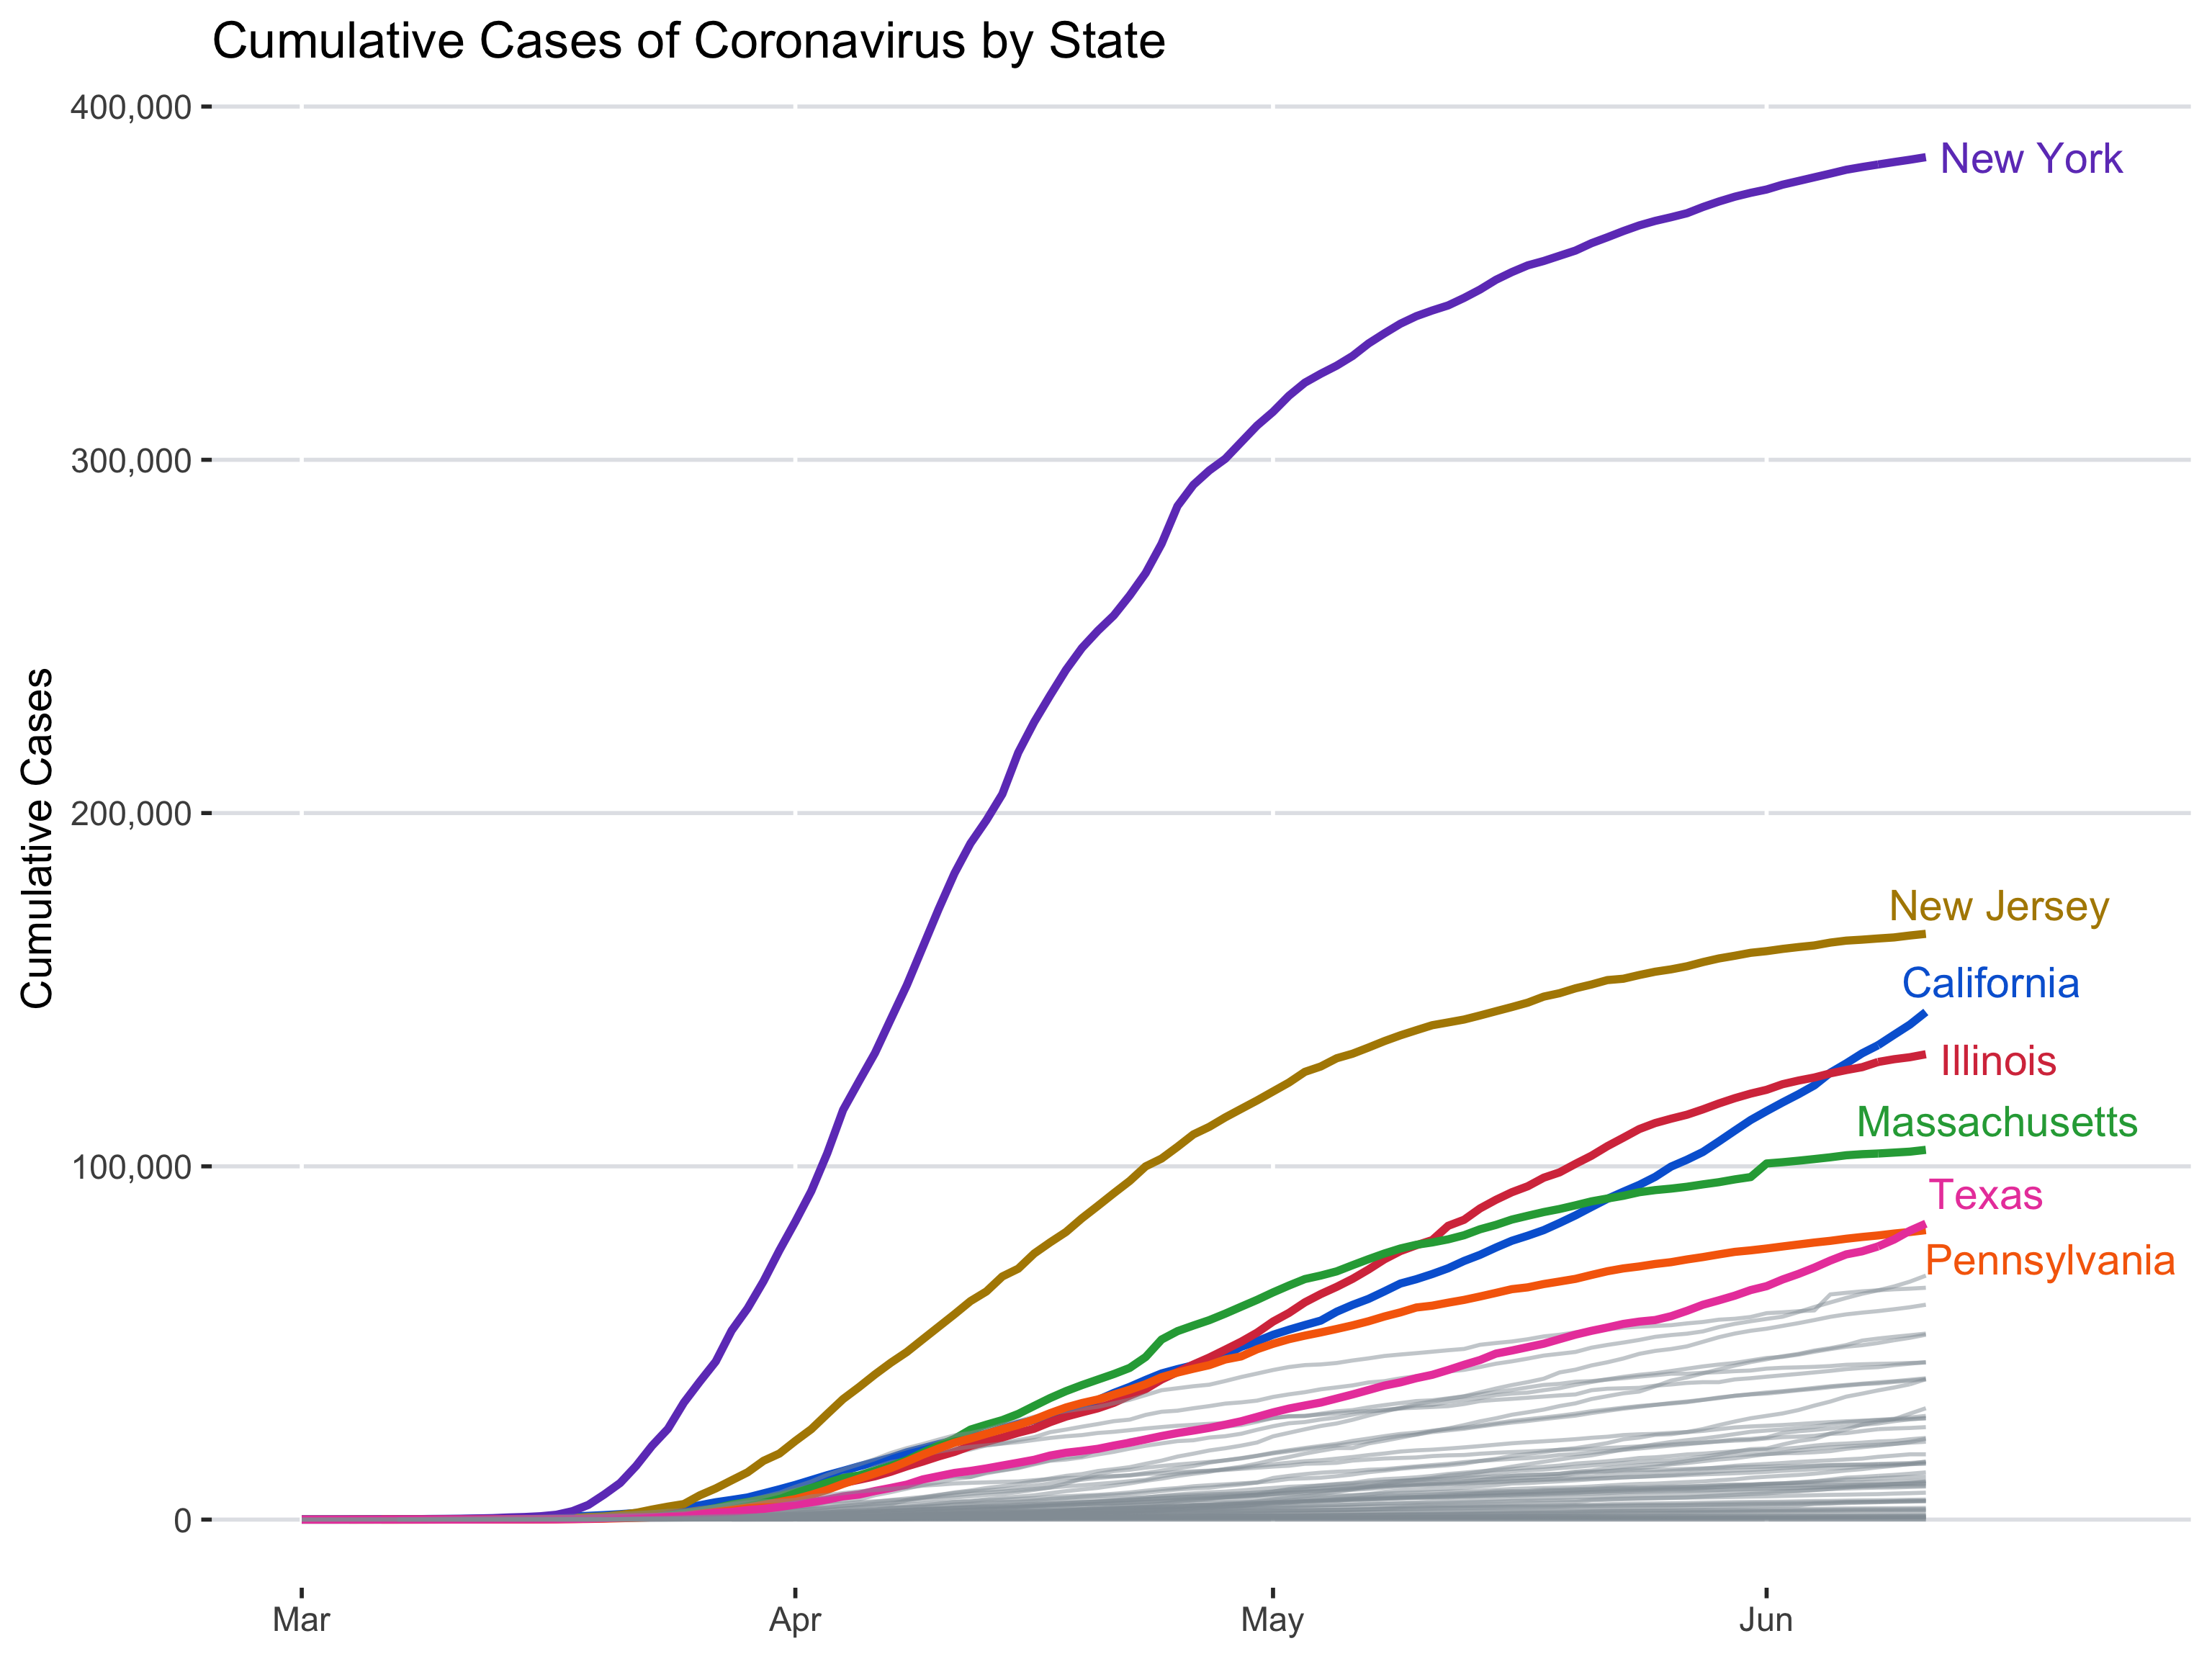 Cumulative Cases of Coronavirus by State
400,000
300,000
200,000
100,000
0
Cumulative Cases
New York
New Jersey
California
Illinois
Massachusetts
Texas
Pennsylvania
Mar
Apr
May
Jun